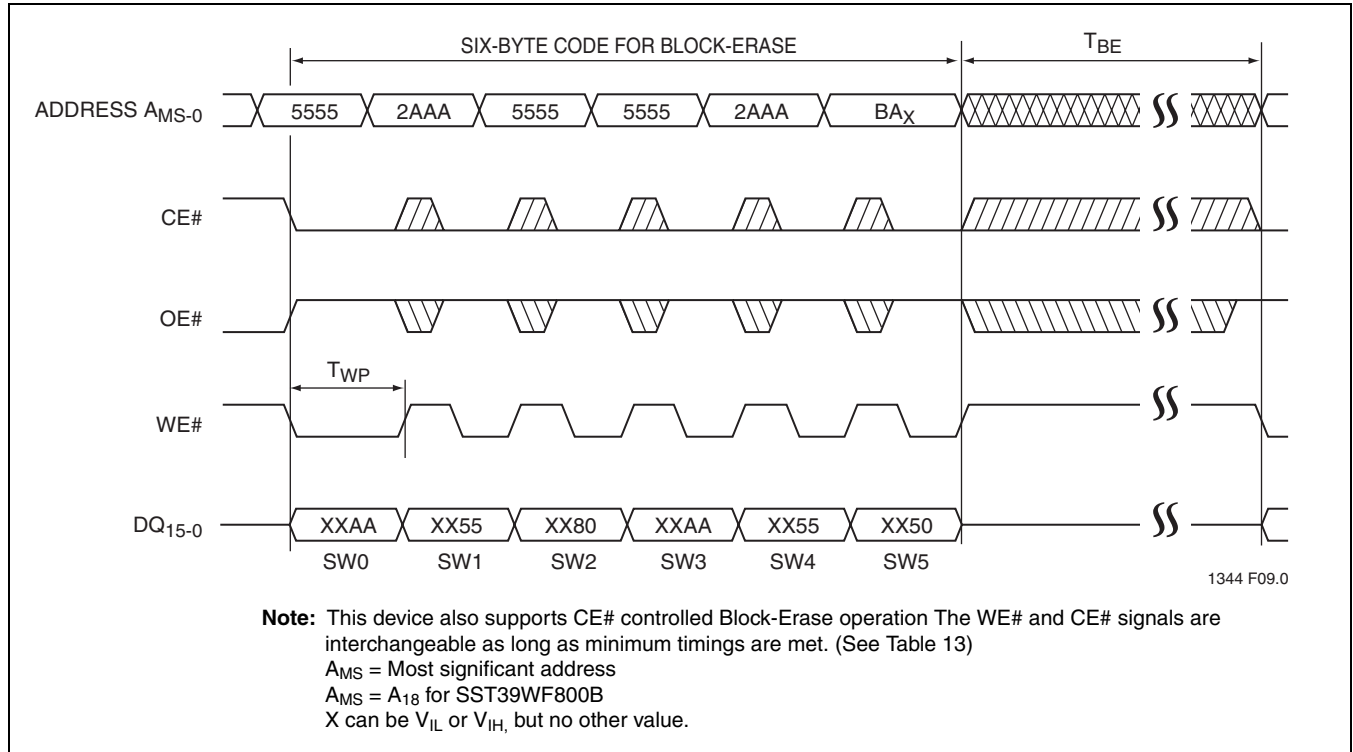 SIX-BYTE CODE FOR BLOCK-ERASE TBE
ADDRESS AMS-0 5555 2AAA 5555 5555 2AAA BAX
CE#
OE#
TWP
WE#
DQ15-0 XXAA XX55 XX80 XXAA XX55 XX50
SW0 SW1 SW2 SW3 SW4 SW5
1344 F09.0
Note: This device also supports CE# controlled Block-Erase operation The WE# and CE# signals are
interchangeable as long as minimum timings are met. (See Table 13)
AMS = Most significant address
AMS = A18 for SST39WF800B
X can be VIL or VIH, but no other value.